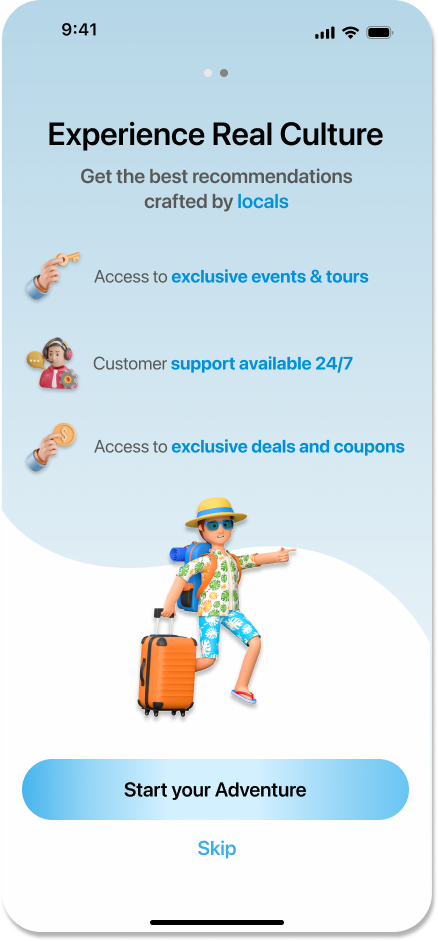 9:41
Experience Real Culture
Get the best recommendations
crafted by locals
Access to exclusive events & tours
Customer support available 24/7
$
Access to exclusive deals and coupons
Start your Adventure
Skip